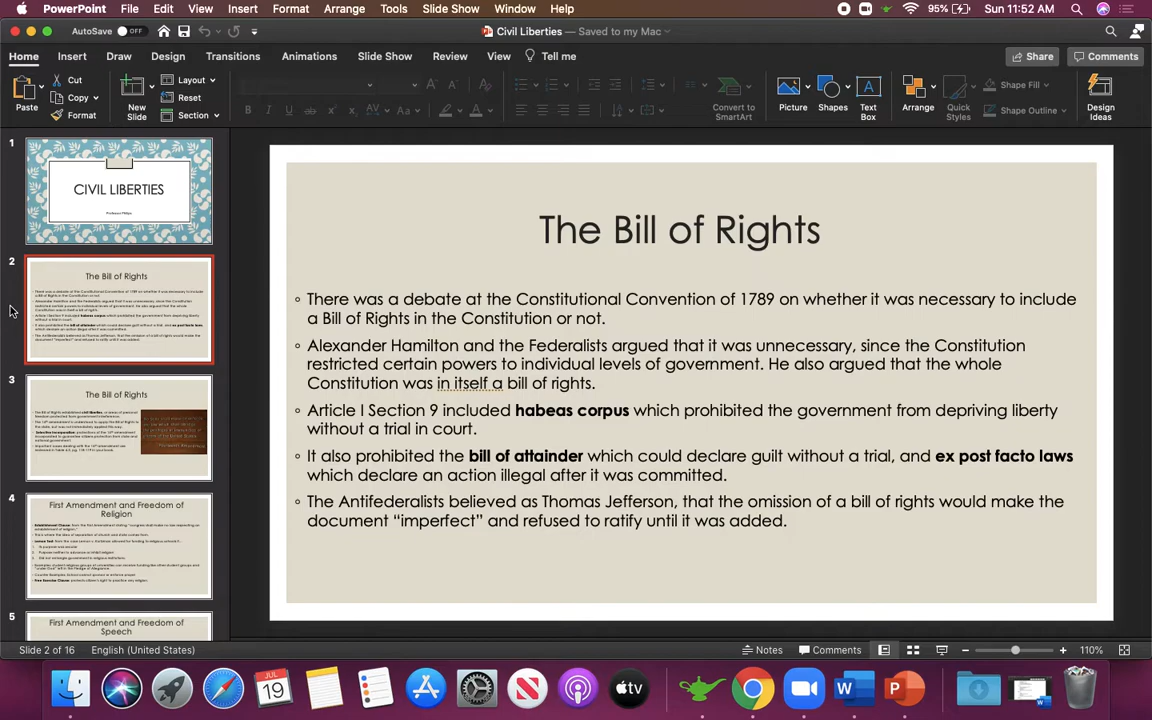 PowerPoint File Edit View Insert Format Arrange Tools Slide Show Window Help 95% Sun 11:52 AM
AutoSave OFF Civil Liberties — Saved to my Mac
Home Insert Draw Design Transitions Animations Slide Show Review View Tell me Share Comments
Paste Cut Copy Format New Slide Layout Reset Section Convert to SmartArt Picture Shapes Text Box Arrange Quick Styles Shape Fill Shape Outline Design Ideas
1
CIVIL LIBERTIES
2
The Bill of Rights
3
The Bill of Rights
4
First Amendment and Freedom of
Religion
5
First Amendment and Freedom of
Speech
The Bill of Rights
There was a debate at the Constitutional Convention of 1789 on whether it was necessary to include
a Bill of Rights in the Constitution or not.
Alexander Hamilton and the Federalists argued that it was unnecessary, since the Constitution
restricted certain powers to individual levels of government. He also argued that the whole
Constitution was in itself a bill of rights.
Article I Section 9 included habeas corpus which prohibited the government from depriving liberty
without a trial in court.
It also prohibited the bill of attainder which could declare guilt without a trial, and ex post facto laws
which declare an action illegal after it was committed.
The Antifederalists believed as Thomas Jefferson, that the omission of a bill of rights would make the
document “imperfect” and refused to ratify until it was added.
Slide 2 of 16 English (United States) Notes Comments 110%
JUL
19
tv
W P